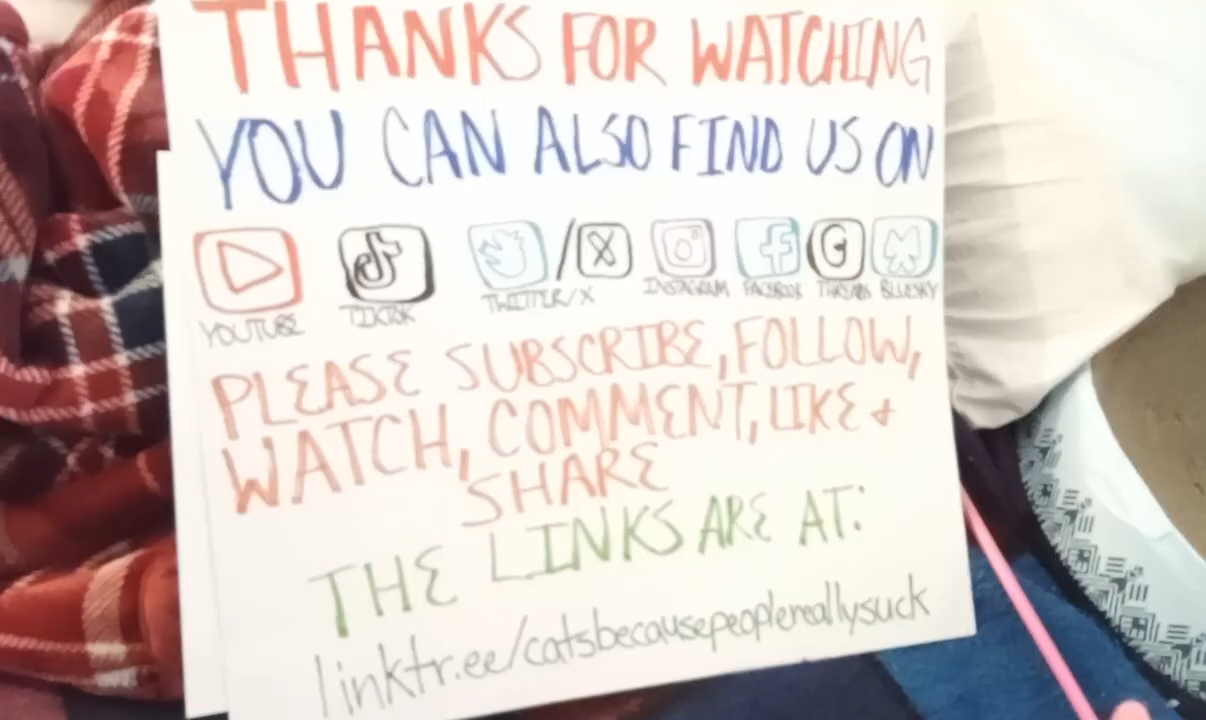 THANKS FOR WATCHING
YOU CAN ALSO FIND US ON
YOUTUBE TIKTOK TWITTER/X INSTAGRAM FACEBOOK THREADS BLUESKY
PLEASE SUBSCRIBE, FOLLOW,
WATCH, COMMENT, LIKE +
SHARE
THE LINKS ARE AT:
linktr.ee/catsbecausepeoplereallysuck